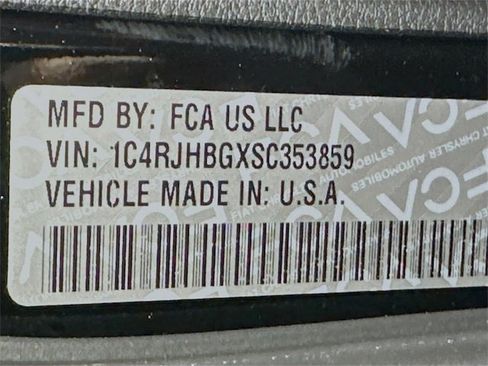 MFD BY: FCA US LLC
VIN: 1C4RJHBGXSC353859
VEHICLE MADE IN: U.S.A.